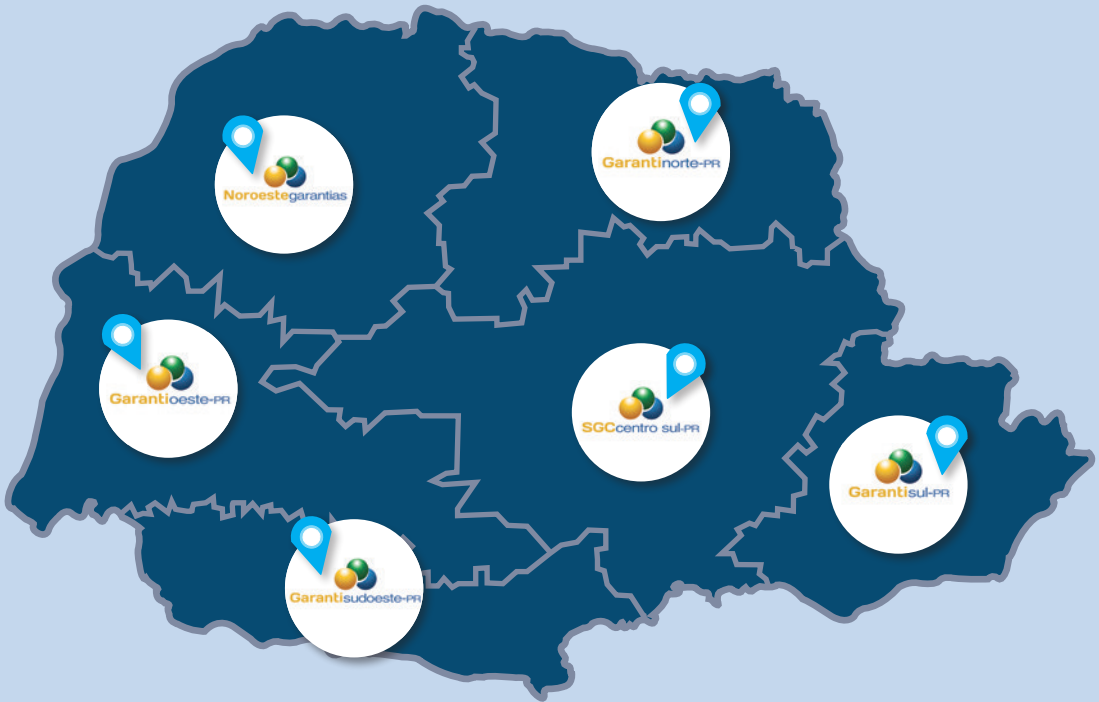 Noroestegarantias
Garantinorte-PR
Garantioeste-PR
SGCcentro sul-PR
Garantisul-PR
Garantisudoeste-PR